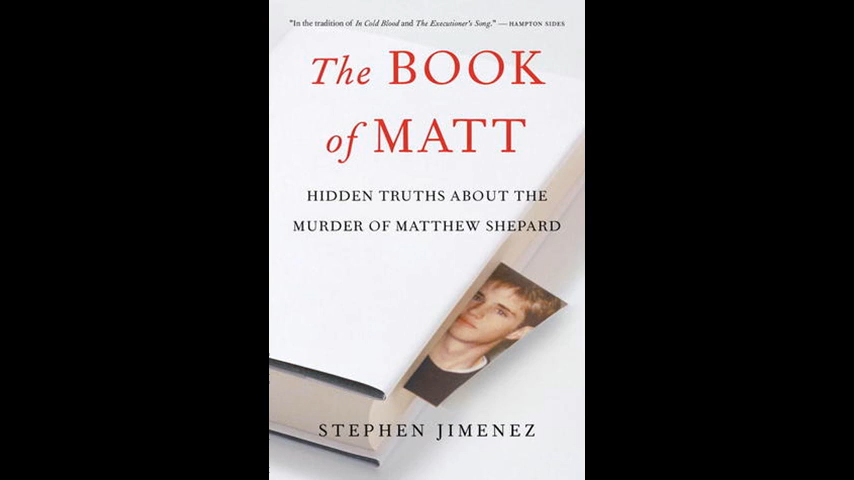 "In the tradition of In Cold Blood and The Executioner's Song." — HAMPTON SIDES
The BOOK
of MATT
HIDDEN TRUTHS ABOUT THE
MURDER OF MATTHEW SHEPARD
STEPHEN JIMENEZ